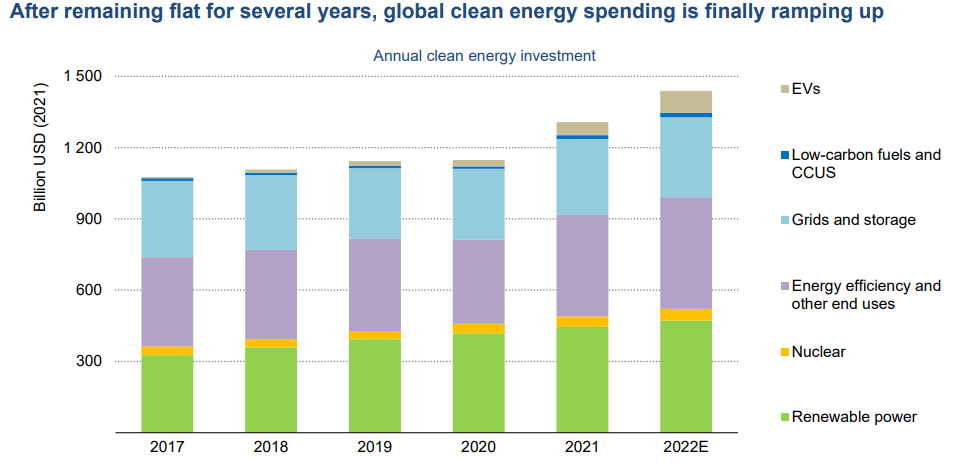 After remaining flat for several years, global clean energy spending is finally ramping up
Annual clean energy investment
Billion USD (2021)
1 500
1 200
900
600
300
2017
2018
2019
2020
2021
2022E
EVs
Low-carbon fuels and
CCUS
Grids and storage
Energy efficiency and
other end uses
Nuclear
Renewable power